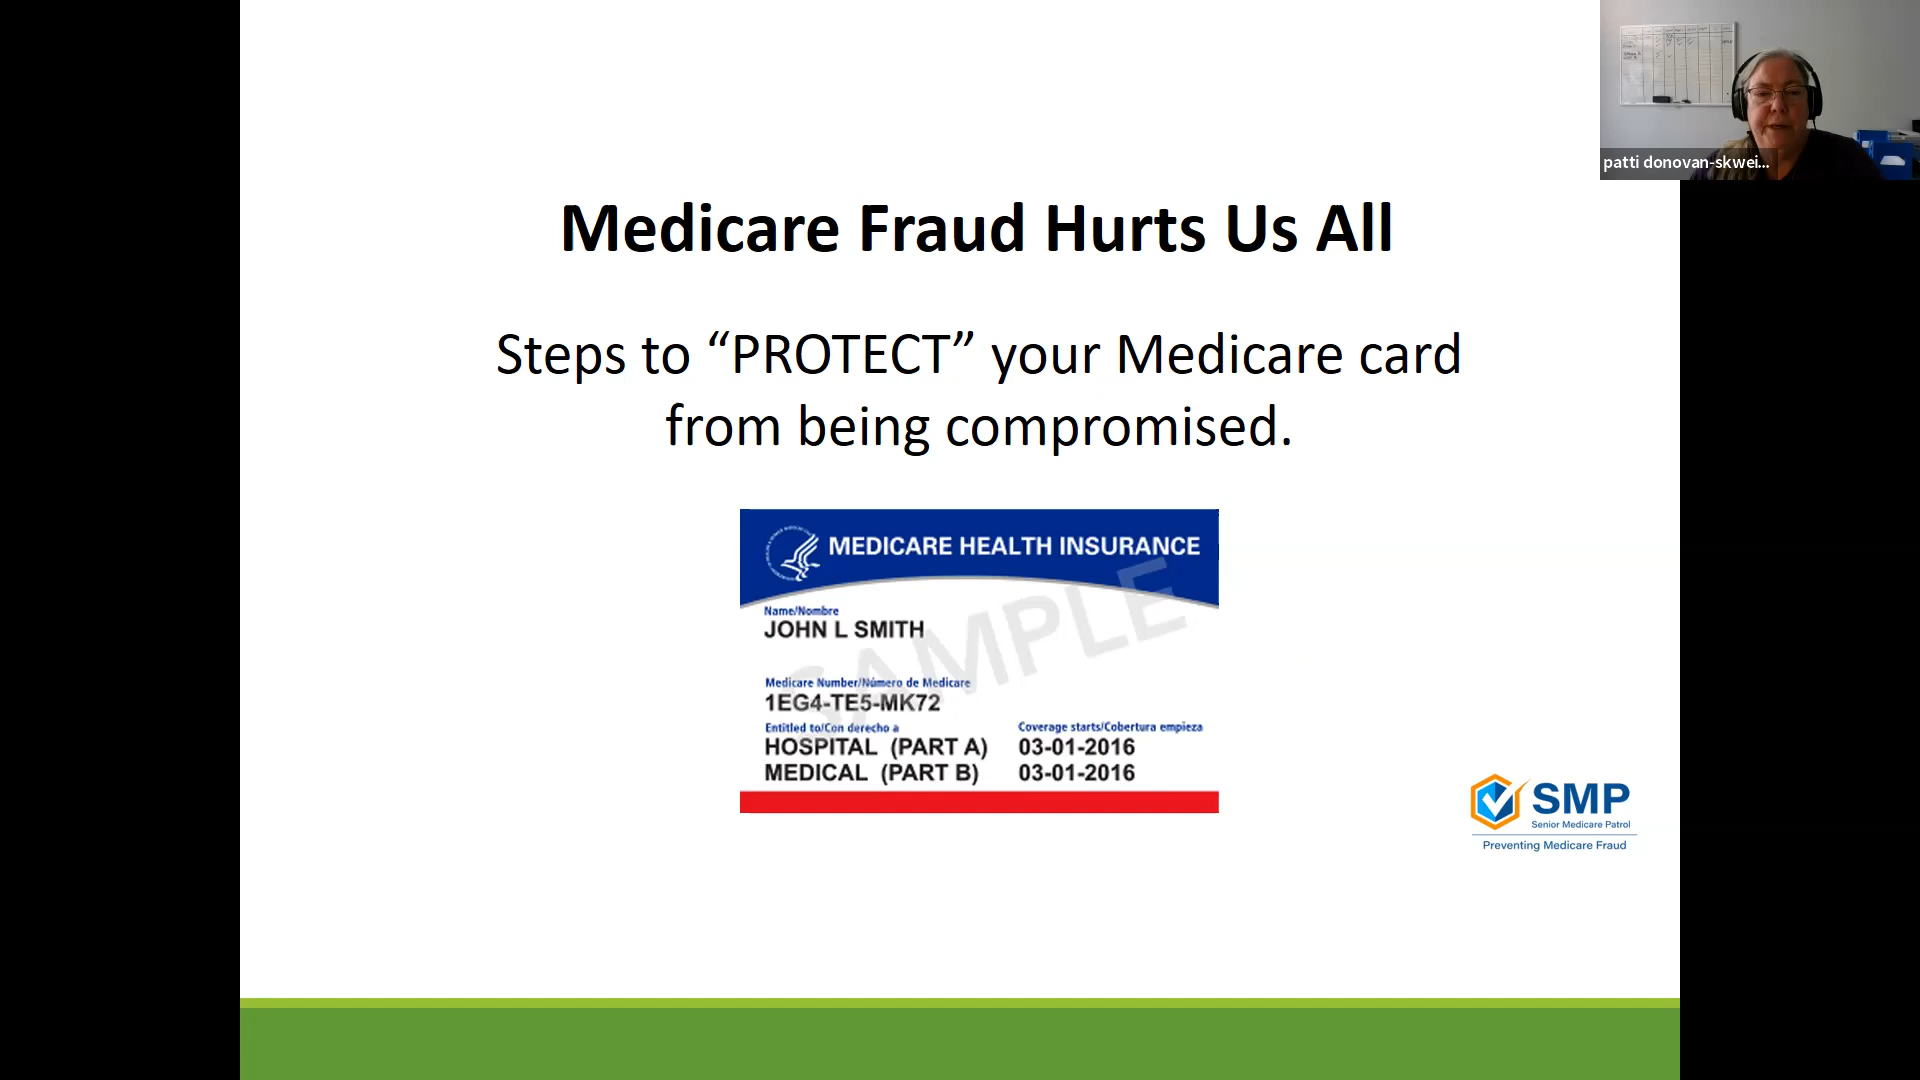 patti donovan-skwei...
Medicare Fraud Hurts Us All
Steps to “PROTECT” your Medicare card
from being compromised.
MEDICARE HEALTH INSURANCE
Name/Nombre
JOHN L SMITH
SAMPLE
Medicare Number/Número de Medicare
1EG4-TE5-MK72
Entitled to/Con derecho a
Coverage starts/Cobertura empieza
HOSPITAL (PART A) 03-01-2016
MEDICAL (PART B) 03-01-2016
SMP
Senior Medicare Patrol
Preventing Medicare Fraud